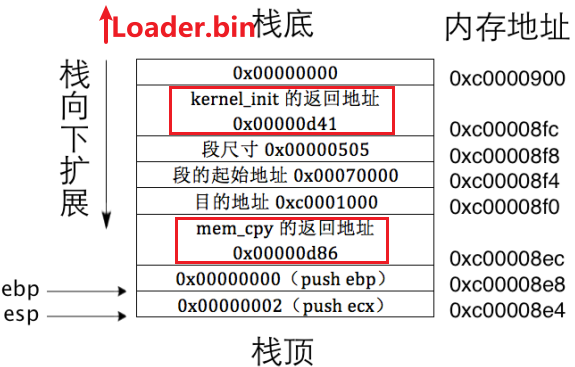 Loader.bin 栈底 内存地址
栈向下扩展
0x00000000
0xc0000900
kernel_init 的返回地址
0x00000d41
0xc00008fc
段尺寸 0x00000505
0xc00008f8
段的起始地址 0x00070000
0xc00008f4
目的地址 0xc0001000
0xc00008f0
mem_cpy 的返回地址
0x00000d86
0xc00008ec
0x00000000（push ebp）
0xc00008e8
ebp
0x00000002（push ecx）
0xc00008e4
esp
栈顶